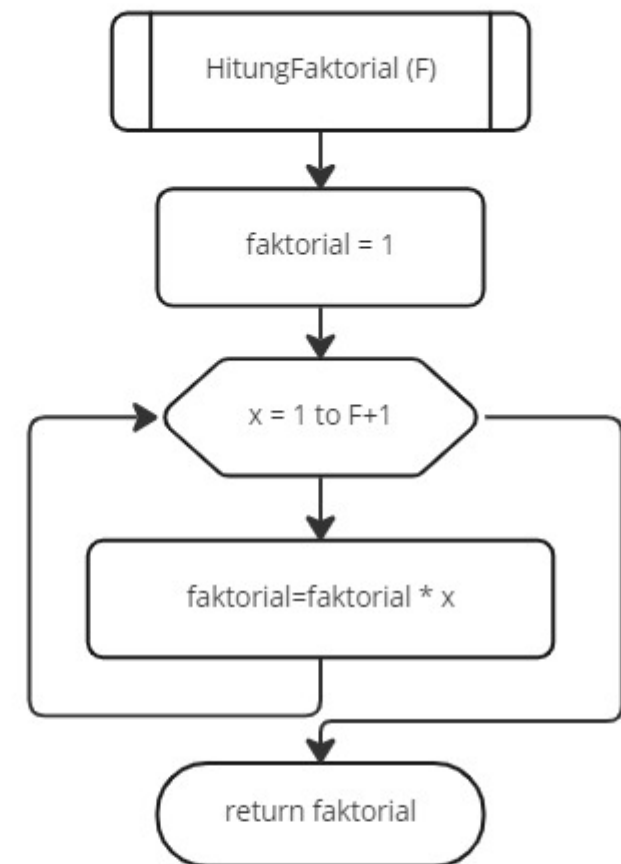 HitungFaktorial (F)
faktorial = 1
x = 1 to F+1
faktorial=faktorial * x
return faktorial